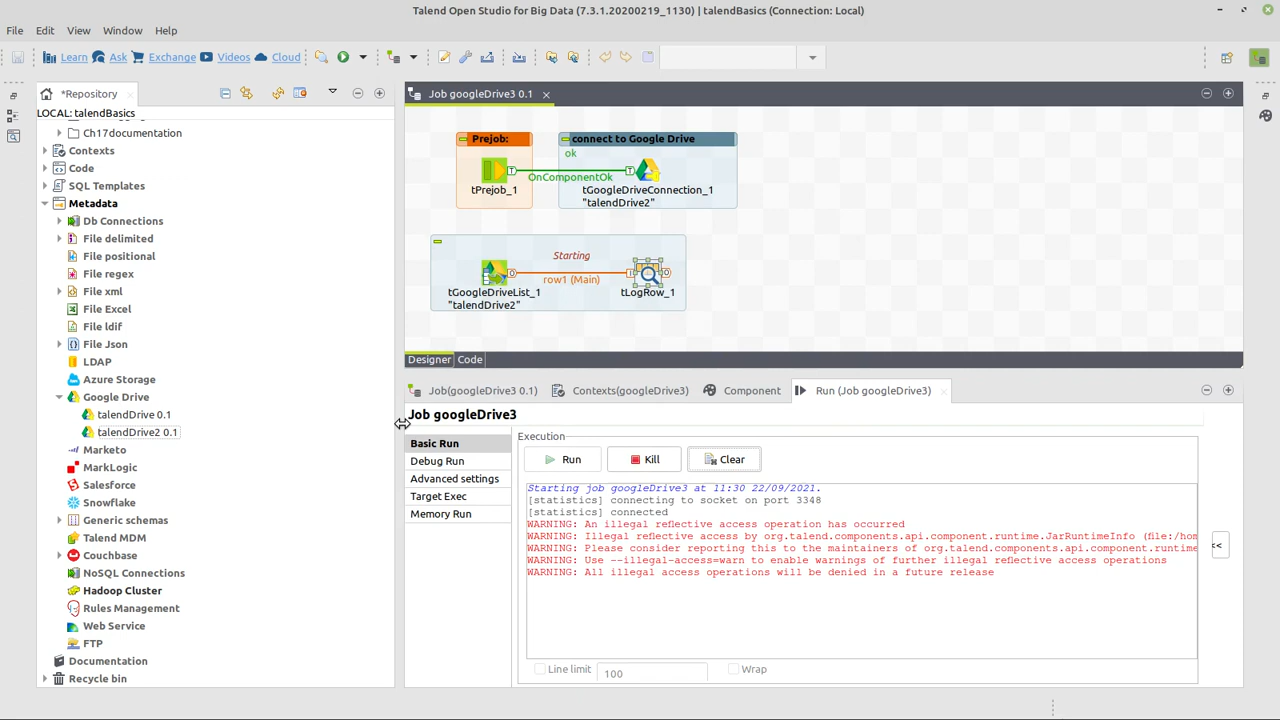 Talend Open Studio for Big Data (7.3.1.20200219_1130) | talendBasics (Connection: Local)
File Edit View Window Help
Learn Ask Exchange Videos Cloud
*Repository
LOCAL: talendBasics
Ch17documentation
Contexts
Code
SQL Templates
Metadata
Db Connections
File delimited
File positional
File regex
File xml
File Excel
File ldif
File Json
LDAP
Azure Storage
Google Drive
talendDrive 0.1
talendDrive2 0.1
Marketo
MarkLogic
Salesforce
Snowflake
Generic schemas
Talend MDM
Couchbase
NoSQL Connections
Hadoop Cluster
Rules Management
Web Service
FTP
Documentation
Recycle bin
Job googleDrive3 0.1
Prejob:
connect to Google Drive
ok
OnComponentOk
tPrejob_1
tGoogleDriveConnection_1
"talendDrive2"
Starting
row1 (Main)
tGoogleDriveList_1
"talendDrive2"
tLogRow_1
Designer Code
Job(googleDrive3 0.1) Contexts(googleDrive3) Component Run (Job googleDrive3)
Job googleDrive3
Basic Run
Debug Run
Advanced settings
Target Exec
Memory Run
Execution
Run Kill Clear
Starting job googleDrive3 at 11:30 22/09/2021.
[statistics] connecting to socket on port 3348
[statistics] connected
WARNING: An illegal reflective access operation has occurred
WARNING: Illegal reflective access by org.talend.components.api.component.runtime.JarRuntimeInfo (file:/hom
WARNING: Please consider reporting this to the maintainers of org.talend.components.api.component.runtime
WARNING: Use --illegal-access=warn to enable warnings of further illegal reflective access operations
WARNING: All illegal access operations will be denied in a future release
<<
Line limit 100 Wrap